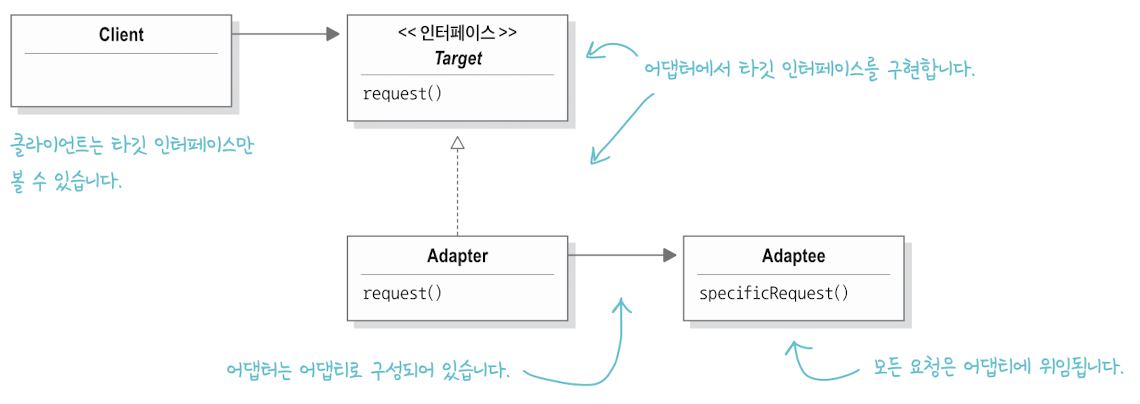 Client
<< 인터페이스 >>
Target
request()
어댑터에서 타깃 인터페이스를 구현합니다.
클라이언트는 타깃 인터페이스만
볼 수 있습니다.
Adapter
request()
Adaptee
specificRequest()
어댑터는 어댑티로 구성되어 있습니다.
모든 요청은 어댑티에 위임됩니다.